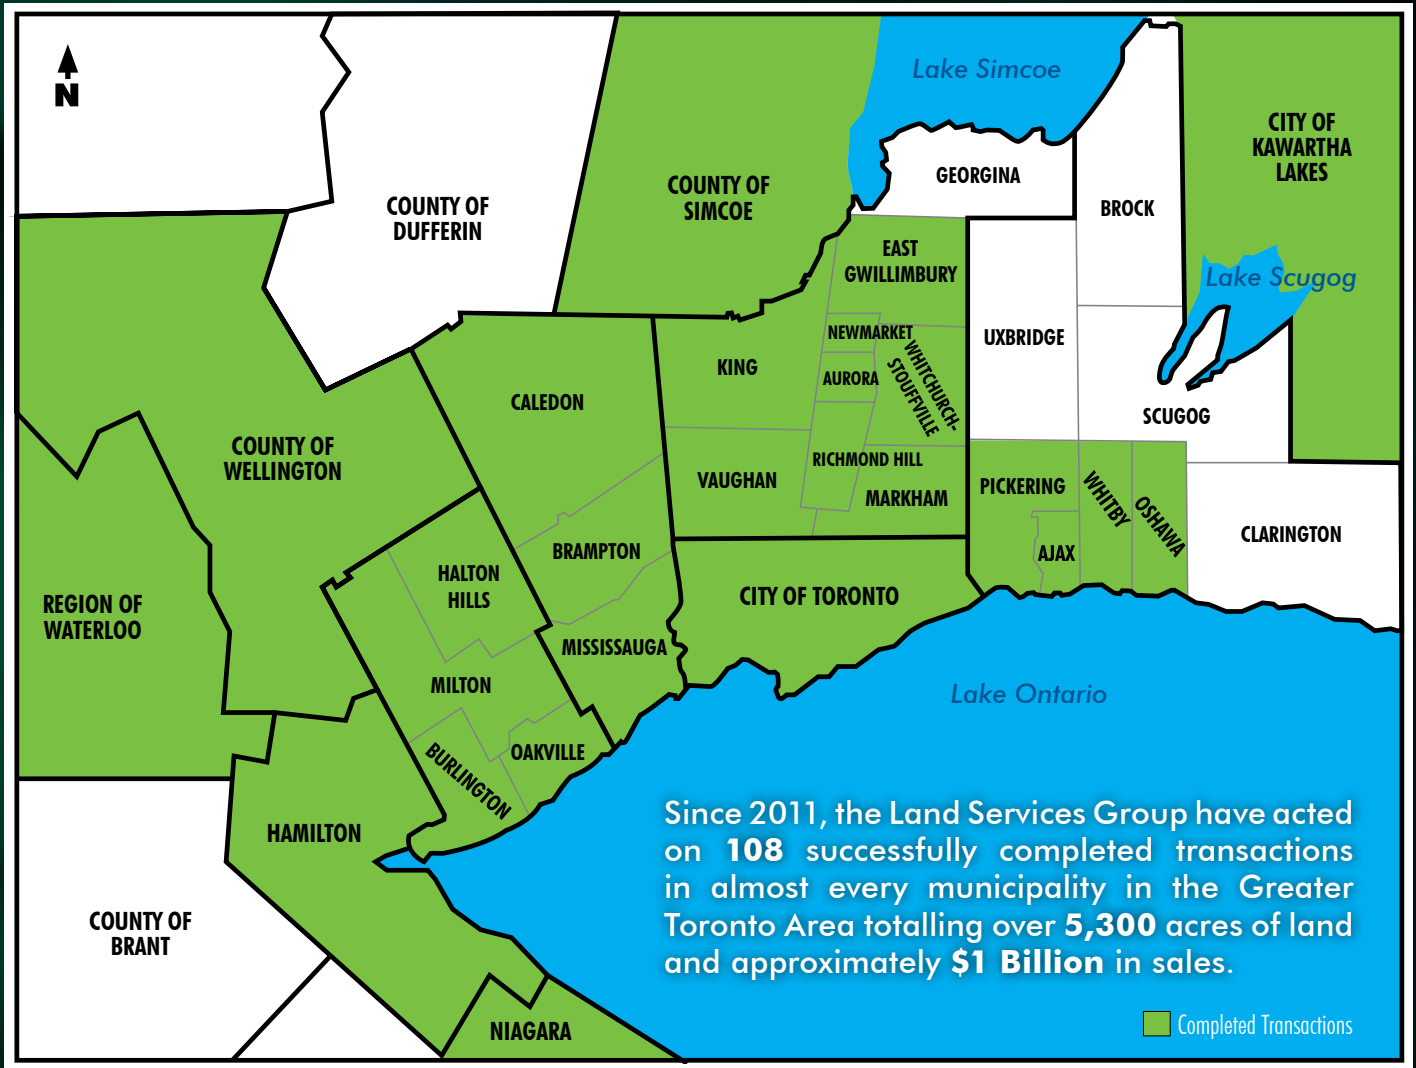 N
Lake Simcoe
CITY OF
KAWARTHA
LAKES
COUNTY OF
DUFFERIN
COUNTY OF
SIMCOE
GEORGINA
BROCK
EAST
GWILLIMBURY
Lake Scugog
NEWMARKET
UXBRIDGE
KING
AURORA
WHITCHURCH-
STOUFFVILLE
CALEDON
SCUGOG
COUNTY OF
WELLINGTON
VAUGHAN
RICHMOND HILL
MARKHAM
PICKERING
WHITBY
OSHAWA
CLARINGTON
BRAMPTON
AJAX
HALTON
HILLS
REGION OF
WATERLOO
CITY OF TORONTO
MISSISSAUGA
MILTON
Lake Ontario
BURLINGTON
OAKVILLE
HAMILTON
COUNTY OF
BRANT
NIAGARA
Since 2011, the Land Services Group have acted
on 108 successfully completed transactions
in almost every municipality in the Greater
Toronto Area totalling over 5,300 acres of land
and approximately $1 Billion in sales.
Completed Transactions